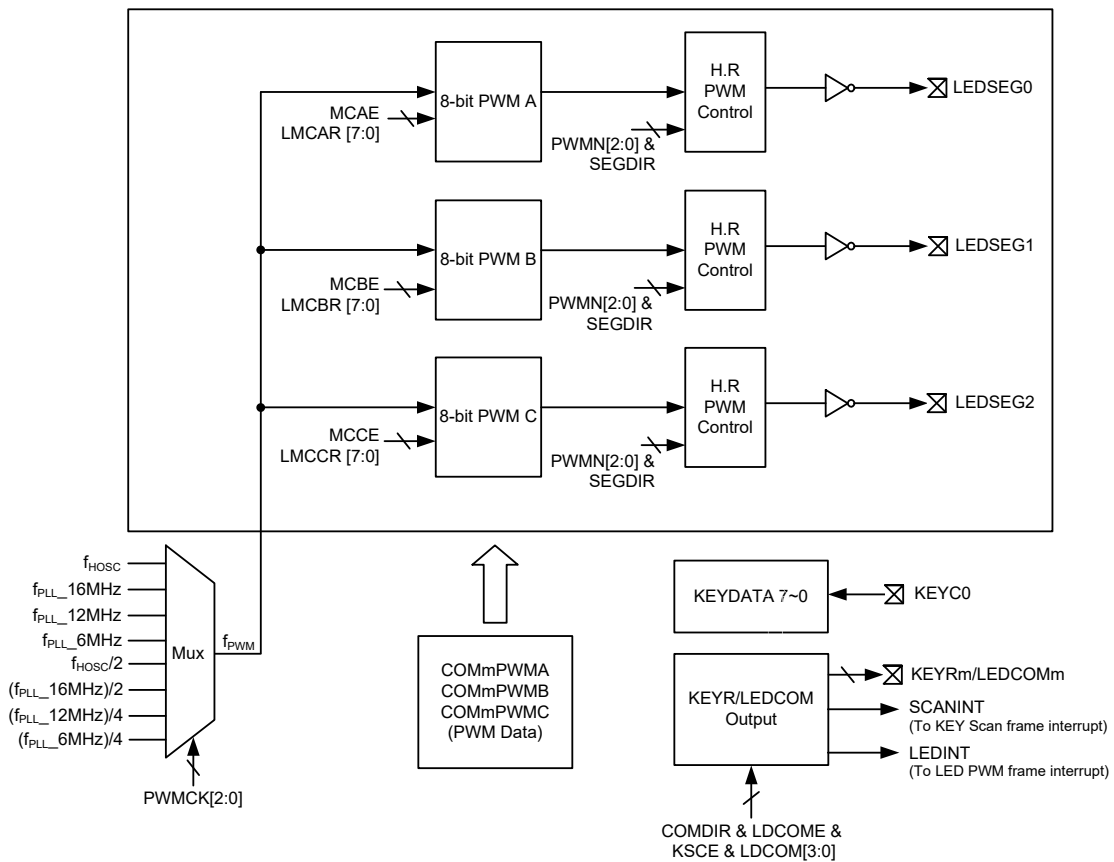 8-bit PWM A
MCAE
LMCAR [7:0]
H.R
PWM
Control
PWMN[2:0] &
SEGDIR
LEDSEG0
8-bit PWM B
MCBE
LMCBR [7:0]
H.R
PWM
Control
PWMN[2:0] &
SEGDIR
LEDSEG1
8-bit PWM C
MCCE
LMCCR [7:0]
H.R
PWM
Control
PWMN[2:0] &
SEGDIR
LEDSEG2
fHOSC
fPLL_16MHz
fPLL_12MHz
fPLL_6MHz
fHOSC/2
(fPLL_16MHz)/2
(fPLL_12MHz)/4
(fPLL_6MHz)/4
Mux
fPWM
PWMCK[2:0]
COMmPWMA
COMmPWMB
COMmPWMC
(PWM Data)
KEYDATA 7~0
KEYC0
KEYR/LEDCOM
Output
KEYRm/LEDCOMm
SCANINT
(To KEY Scan frame interrupt)
LEDINT
(To LED PWM frame interrupt)
COMDIR & LDCOME &
KSCE & LDCOM[3:0]